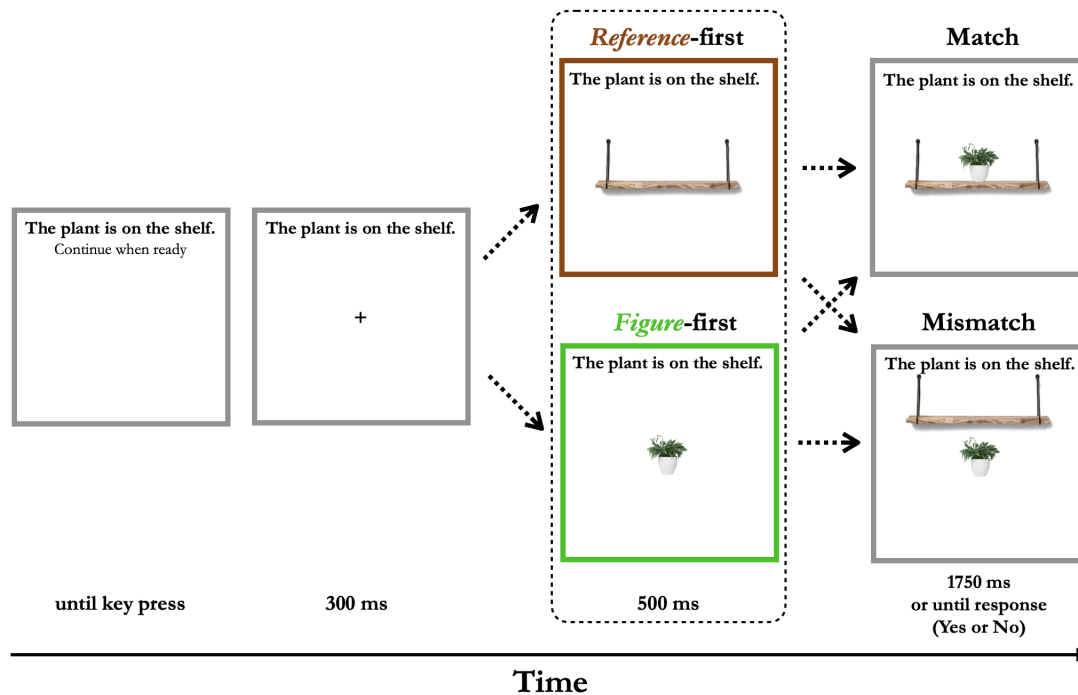 The plant is on the shelf.
Continue when ready
until key press
The plant is on the shelf.
+
300 ms
Reference-first
The plant is on the shelf.
Figure-first
The plant is on the shelf.
500 ms
Match
The plant is on the shelf.
Mismatch
The plant is on the shelf.
1750 ms
or until response
(Yes or No)
Time